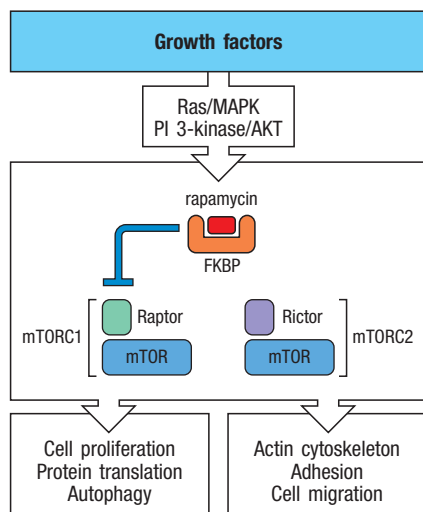 Growth factors
Ras/MAPK
PI 3-kinase/AKT
rapamycin
FKBP
mTORC1
Raptor
mTOR
Rictor
mTOR
mTORC2
Cell proliferation
Protein translation
Autophagy
Actin cytoskeleton
Adhesion
Cell migration